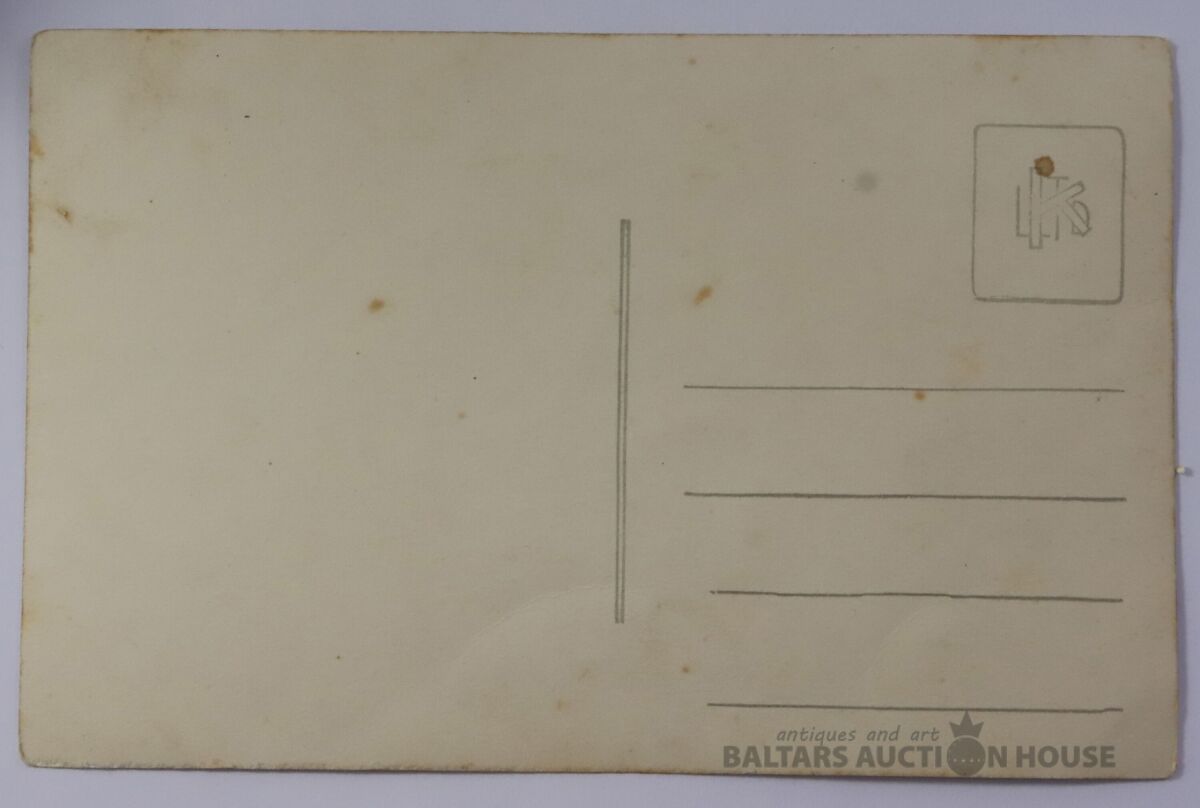 antiques and art
BALTARS AUCTION HOUSE